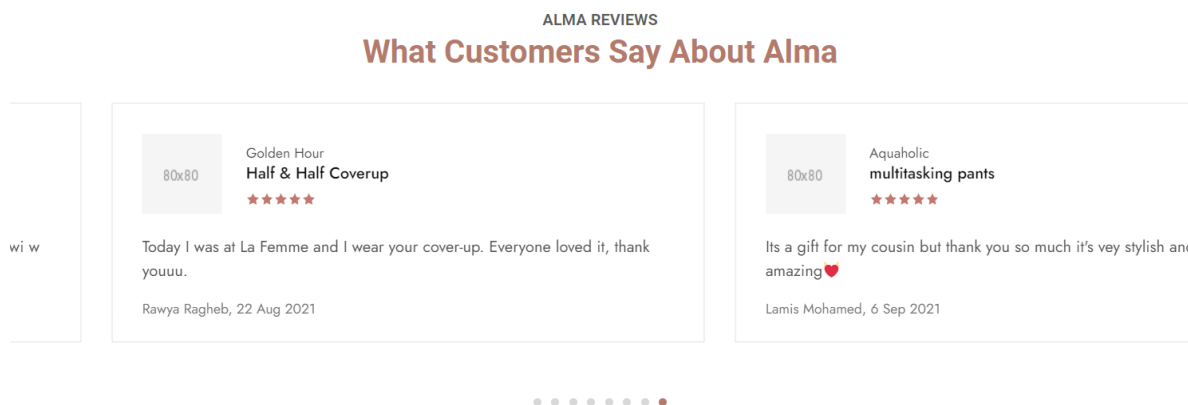 ALMA REVIEWS
What Customers Say About Alma
wi w
80x80
Golden Hour
Half & Half Coverup
Today I was at La Femme and I wear your cover-up. Everyone loved it, thank
youuu.
Rawya Ragheb, 22 Aug 2021
80x80
Aquaholic
multitasking pants
Its a gift for my cousin but thank you so much it's vey stylish and
amazing❤️
Lamis Mohamed, 6 Sep 2021